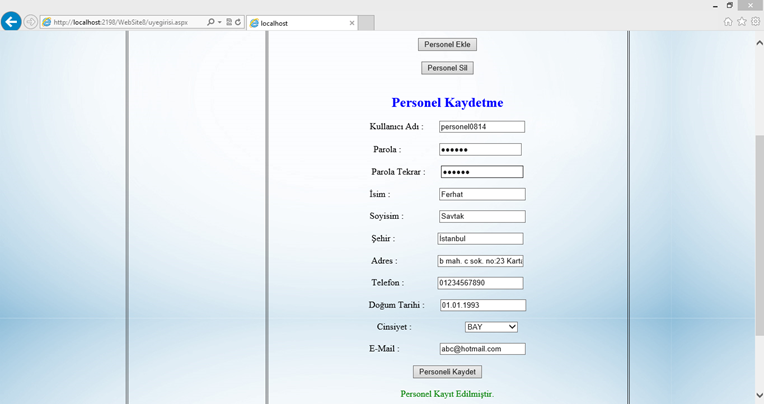 http://localhost:2198/WebSite8/uyegirisi.aspx
localhost
Personel Ekle
Personel Sil
Personel Kaydetme
Kullanıcı Adı : personel0814
Parola : ●●●●●●
Parola Tekrar : ●●●●●●
İsim : Ferhat
Soyisim : Savtak
Şehir : İstanbul
Adres : b mah. c sok. no:23 Karta
Telefon : 01234567890
Doğum Tarihi : 01.01.1993
Cinsiyet : BAY
E-Mail : abc@hotmail.com
Personeli Kaydet
Personel Kayıt Edilmiştir.